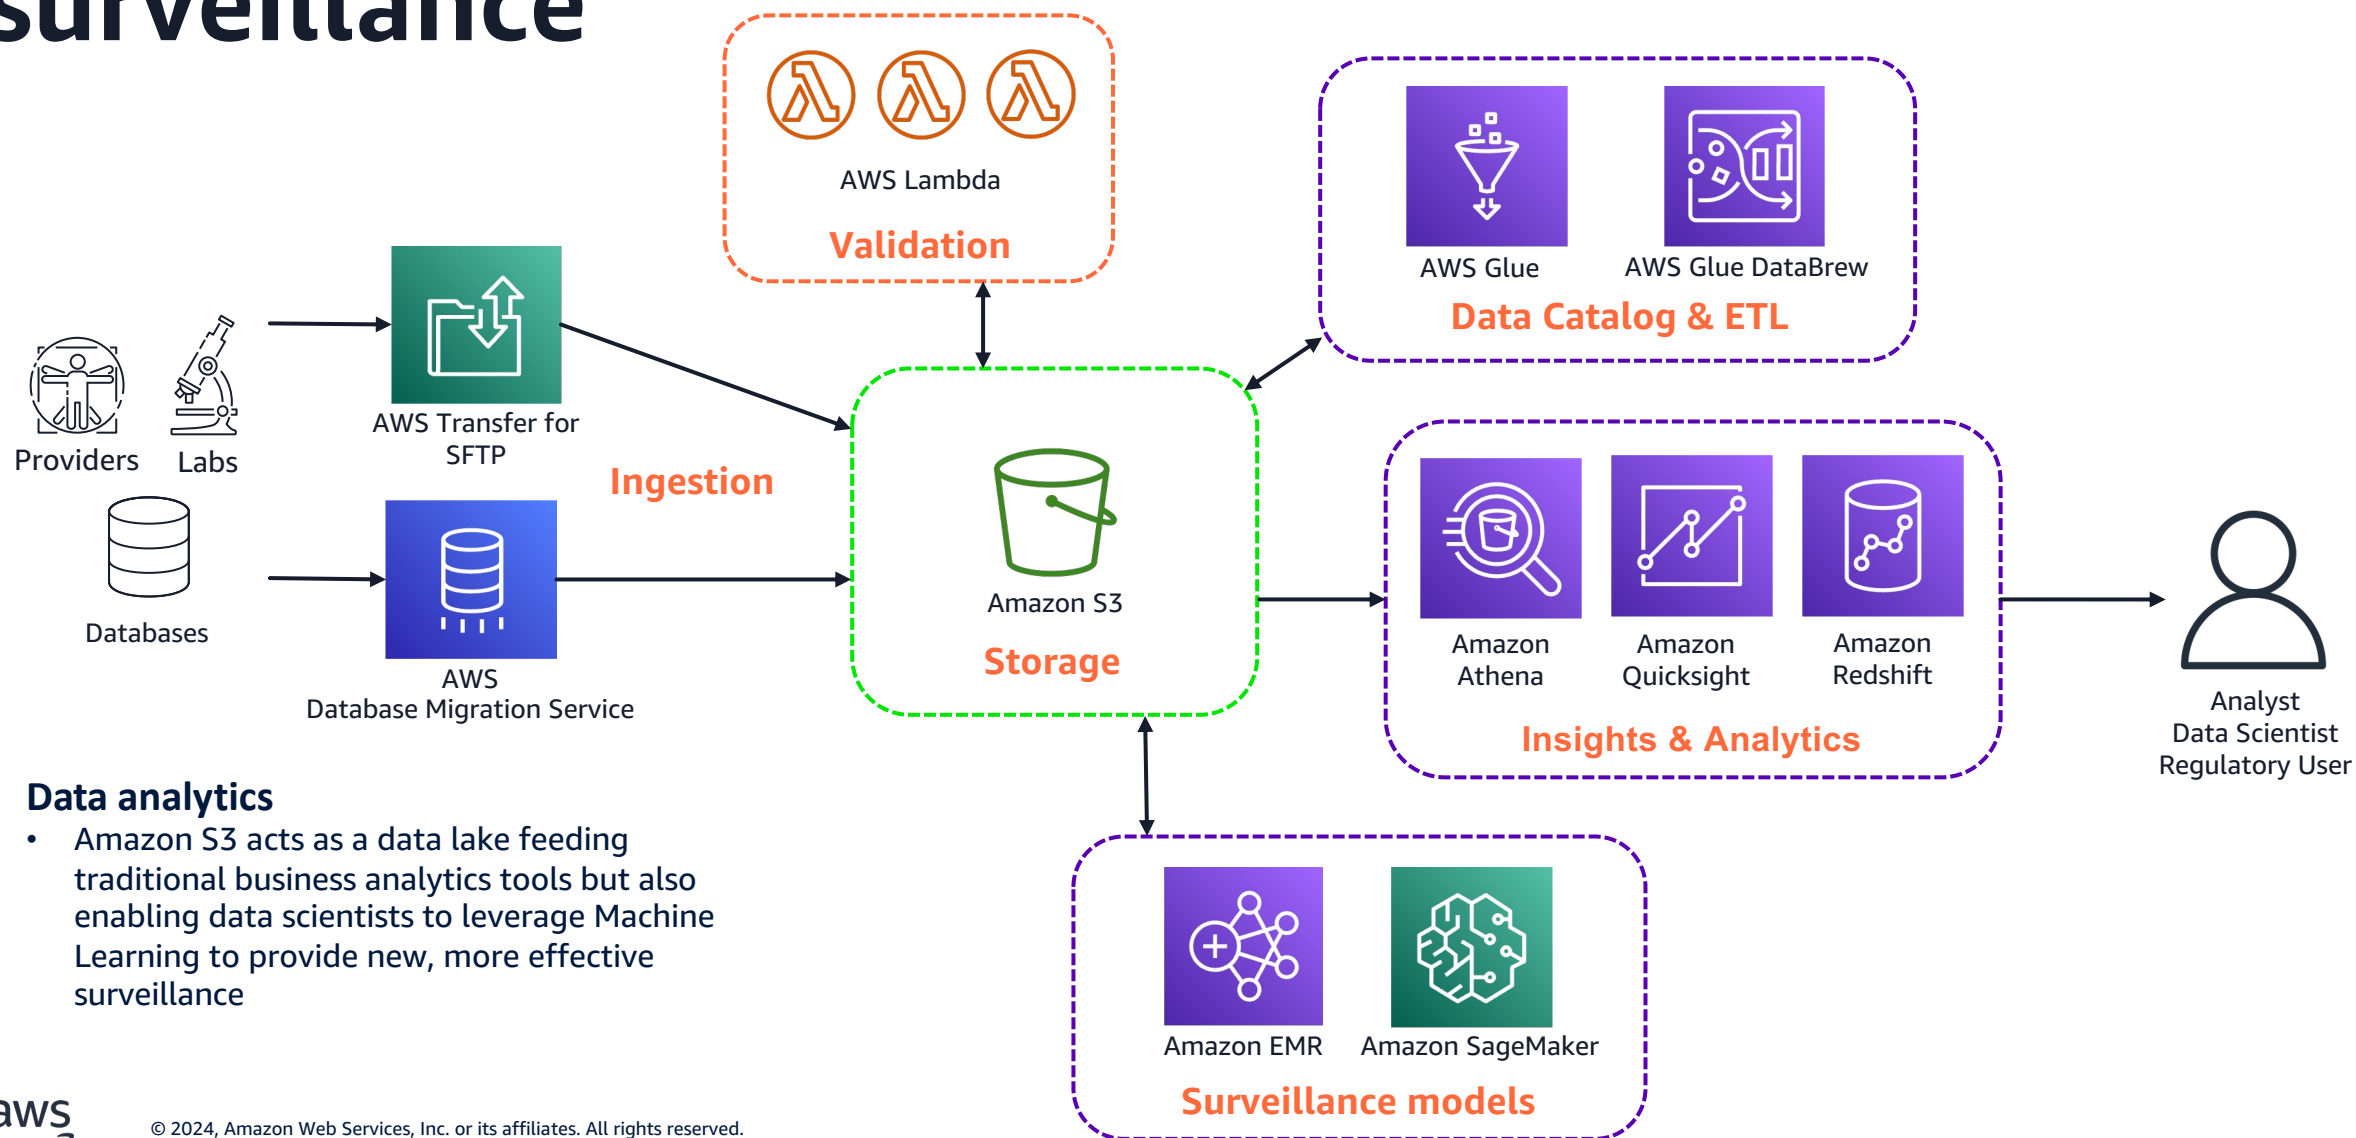 surveillance
AWS Lambda
Validation
AWS Glue
AWS Glue DataBrew
Data Catalog & ETL
Providers
Labs
AWS Transfer for
SFTP
Ingestion
Databases
AWS
Database Migration Service
Amazon S3
Storage
Amazon
Athena
Amazon
Quicksight
Amazon
Redshift
Insights & Analytics
Analyst
Data Scientist
Regulatory User
Data analytics
• Amazon S3 acts as a data lake feeding
traditional business analytics tools but also
enabling data scientists to leverage Machine
Learning to provide new, more effective
surveillance
Amazon EMR
Amazon SageMaker
Surveillance models
aws
© 2024, Amazon Web Services, Inc. or its affiliates. All rights reserved.